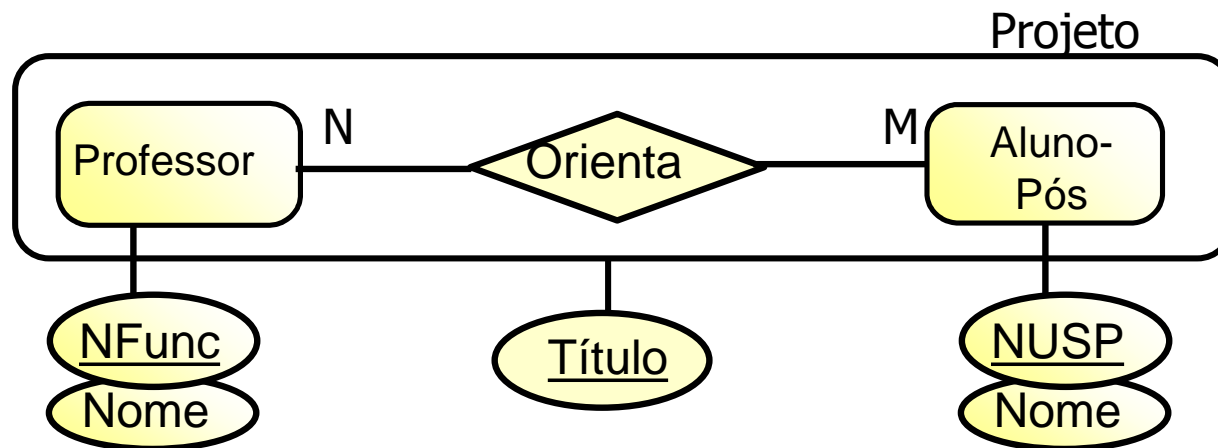 Projeto
Professor
N
Orienta
M
Aluno-
Pós
NFunc
Nome
Título
NUSP
Nome